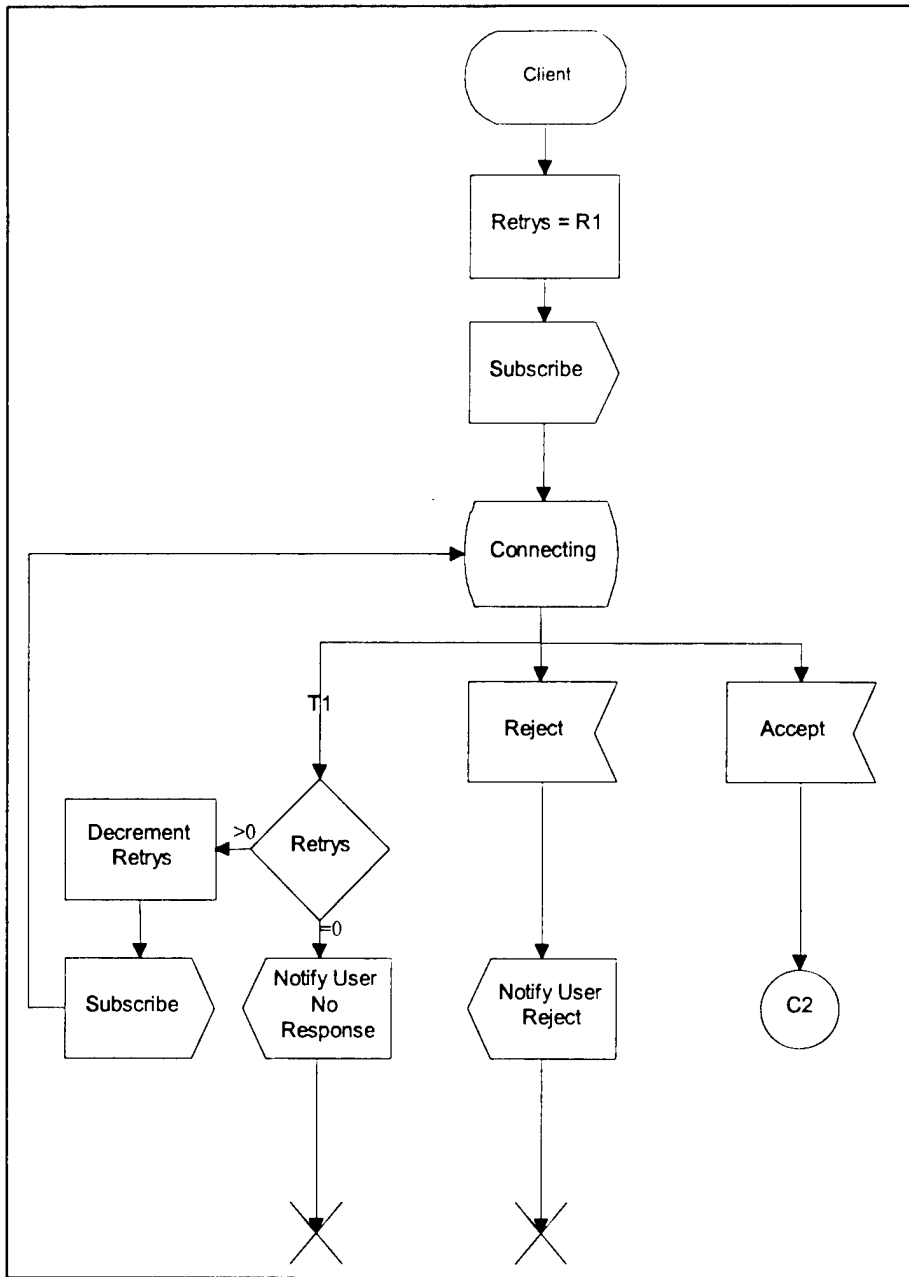 Client
Retrys = R1
Subscribe
Connecting
T1
Reject
Accept
Decrement
Retrys
>0
Retrys
=0
Subscribe
Notify User
No
Response
Notify User
Reject
C2